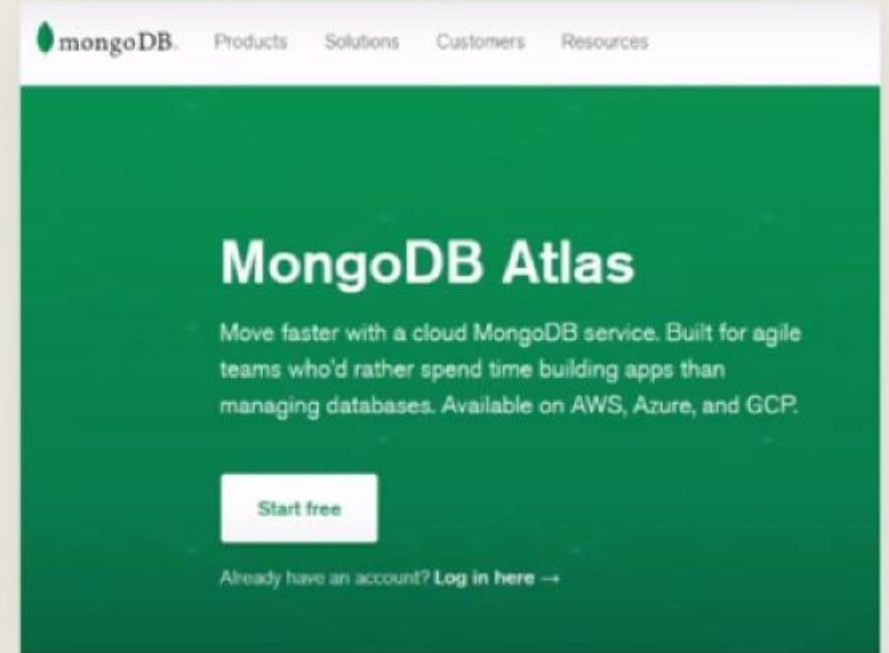 mongoDB.
Products Solutions Customers Resources
MongoDB Atlas
Move faster with a cloud MongoDB service. Built for agile
teams who'd rather spend time building apps than
managing databases. Available on AWS, Azure, and GCP.
Start free
Already have an account? Log in here →